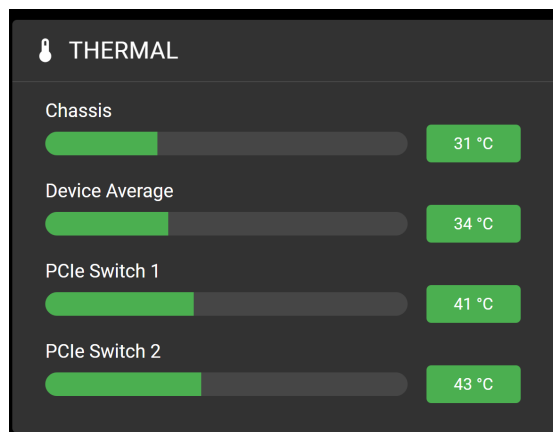 THERMAL
Chassis
31 °C
Device Average
34 °C
PCIe Switch 1
41 °C
PCIe Switch 2
43 °C